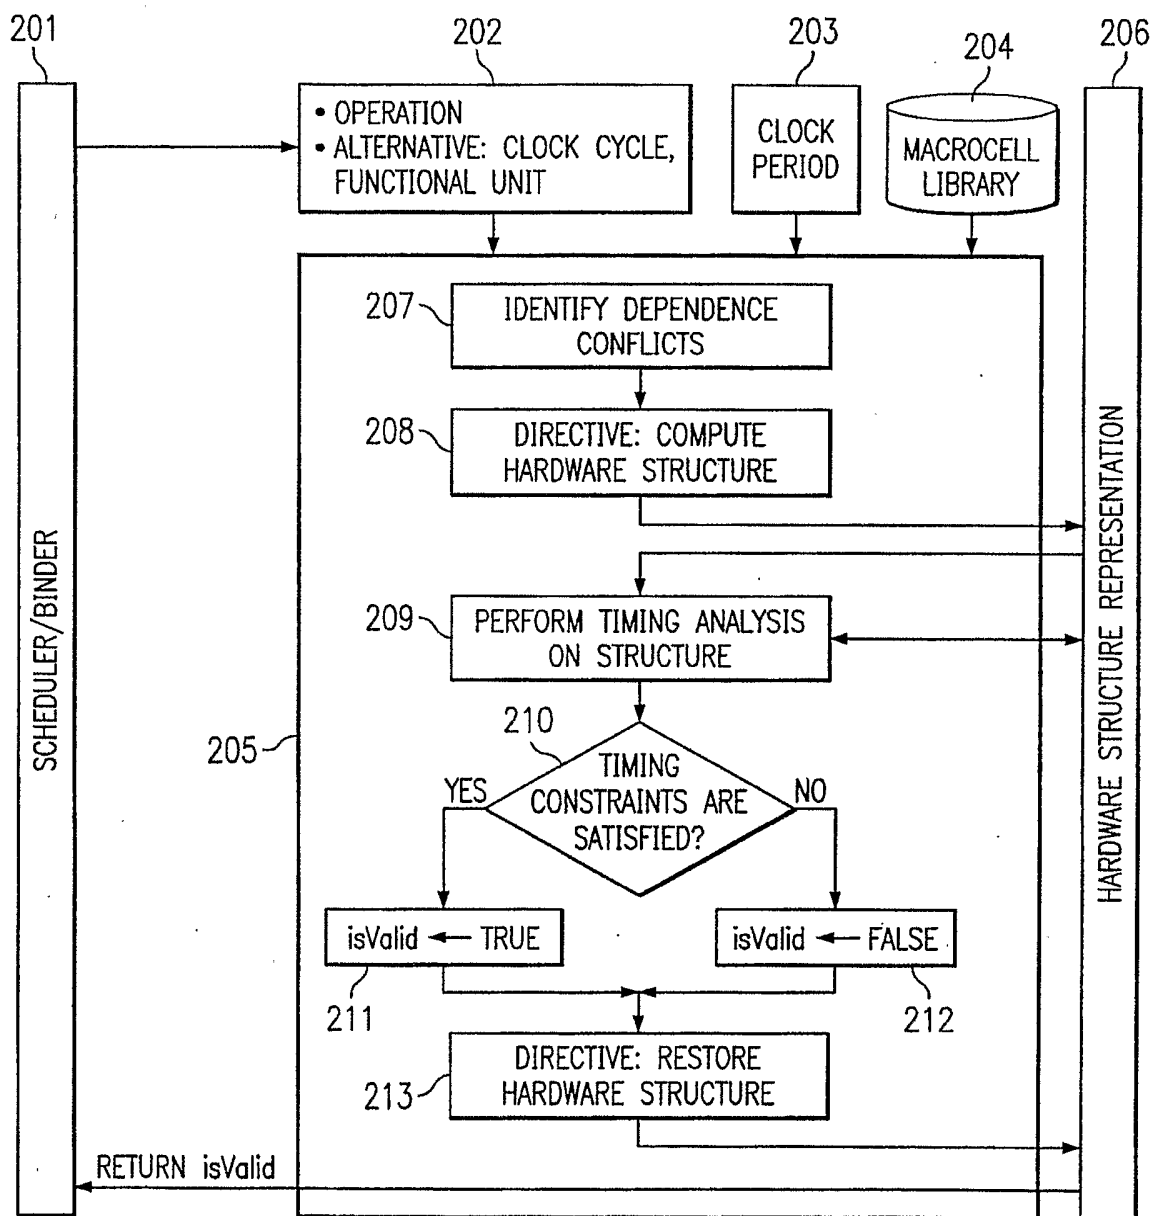 201
202
203
204
206
• OPERATION
• ALTERNATIVE: CLOCK CYCLE,
FUNCTIONAL UNIT
CLOCK
PERIOD
MACROCELL
LIBRARY
207
IDENTIFY DEPENDENCE
CONFLICTS
208
DIRECTIVE: COMPUTE
HARDWARE STRUCTURE
SCHEDULER/BINDER
HARDWARE STRUCTURE REPRESENTATION
209
PERFORM TIMING ANALYSIS
ON STRUCTURE
205
210
TIMING
CONSTRAINTS ARE
SATISFIED?
YES
NO
isValid ← TRUE
isValid ← FALSE
211
212
213
DIRECTIVE: RESTORE
HARDWARE STRUCTURE
RETURN isValid